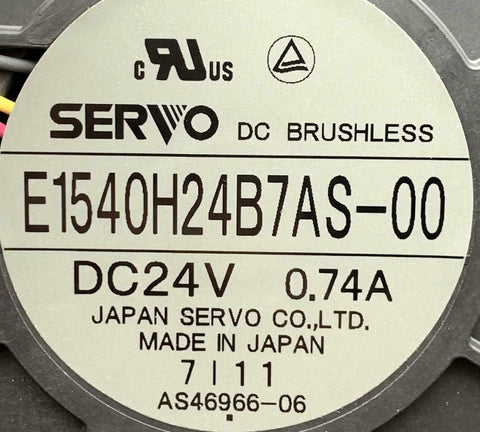 c RU US
SERVO DC BRUSHLESS
E1540H24B7AS-00
DC24V 0.74A
JAPAN SERVO CO.,LTD.
MADE IN JAPAN
7 | 11
AS46966-06